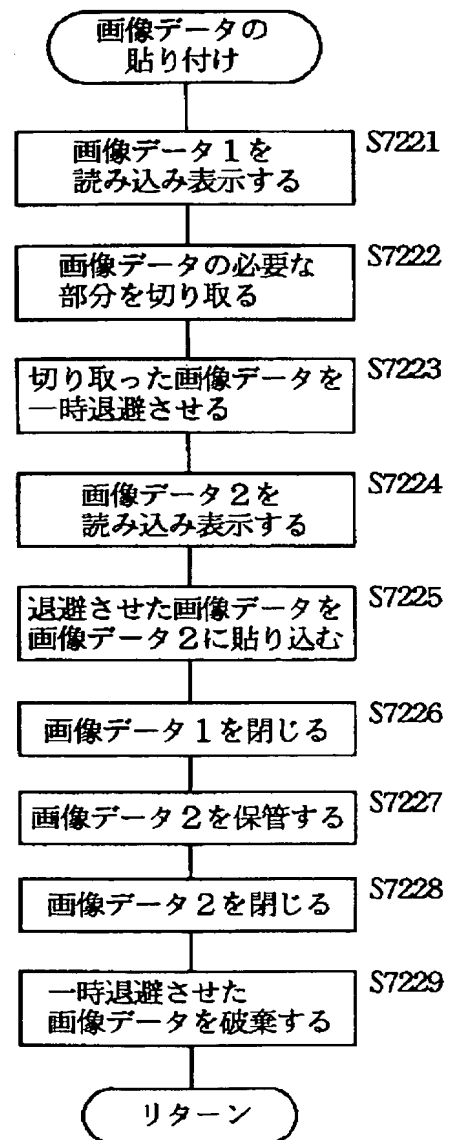 画像データの
貼り付け
画像データ1を
読み込み表示する
S7221
画像データの必要な
部分を切り取る
S7222
切り取った画像データを
一時退避させる
S7223
画像データ2を
読み込み表示する
S7224
退避させた画像データを
画像データ2に貼り込む
S7225
画像データ1を閉じる
S7226
画像データ2を保管する
S7227
画像データ2を閉じる
S7228
一時退避させた
画像データを破棄する
S7229
リターン